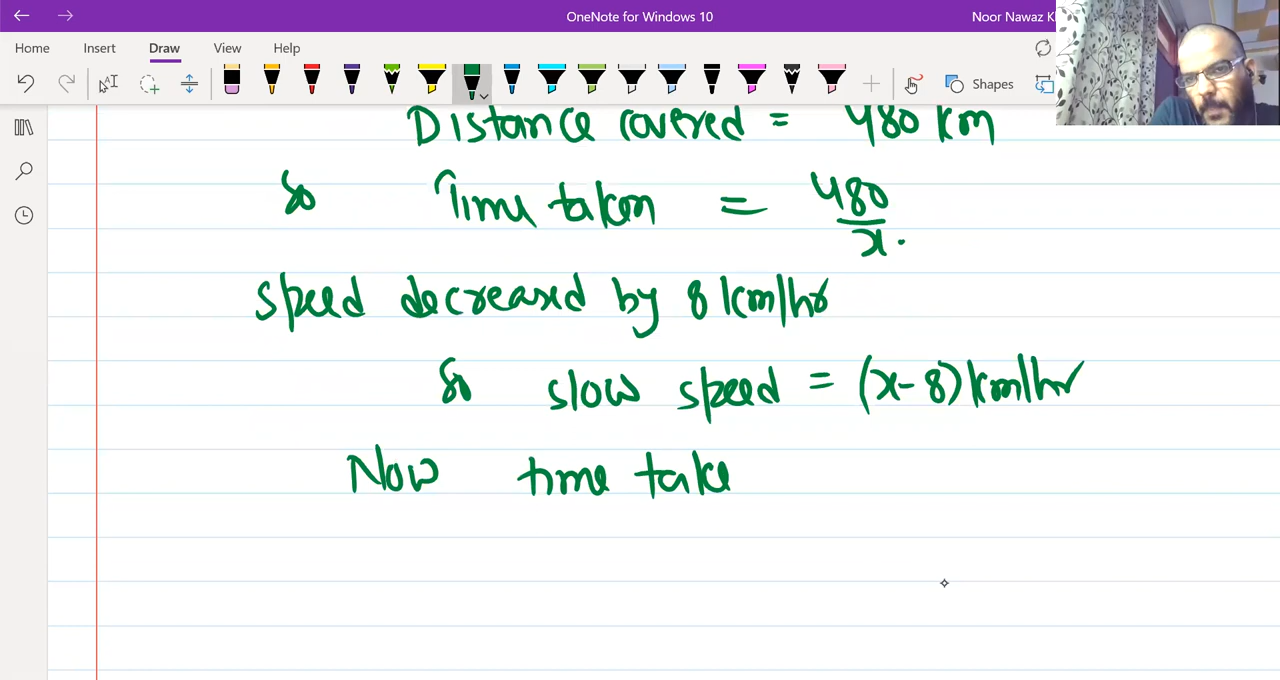 OneNote for Windows 10
Noor Nawaz Kh
Home Insert Draw View Help
Shapes
Distance covered = 480 km
So Time taken = 480/x.
speed decreased by 8 km/hr
So slow speed = (x-8) km/hr
Now time take